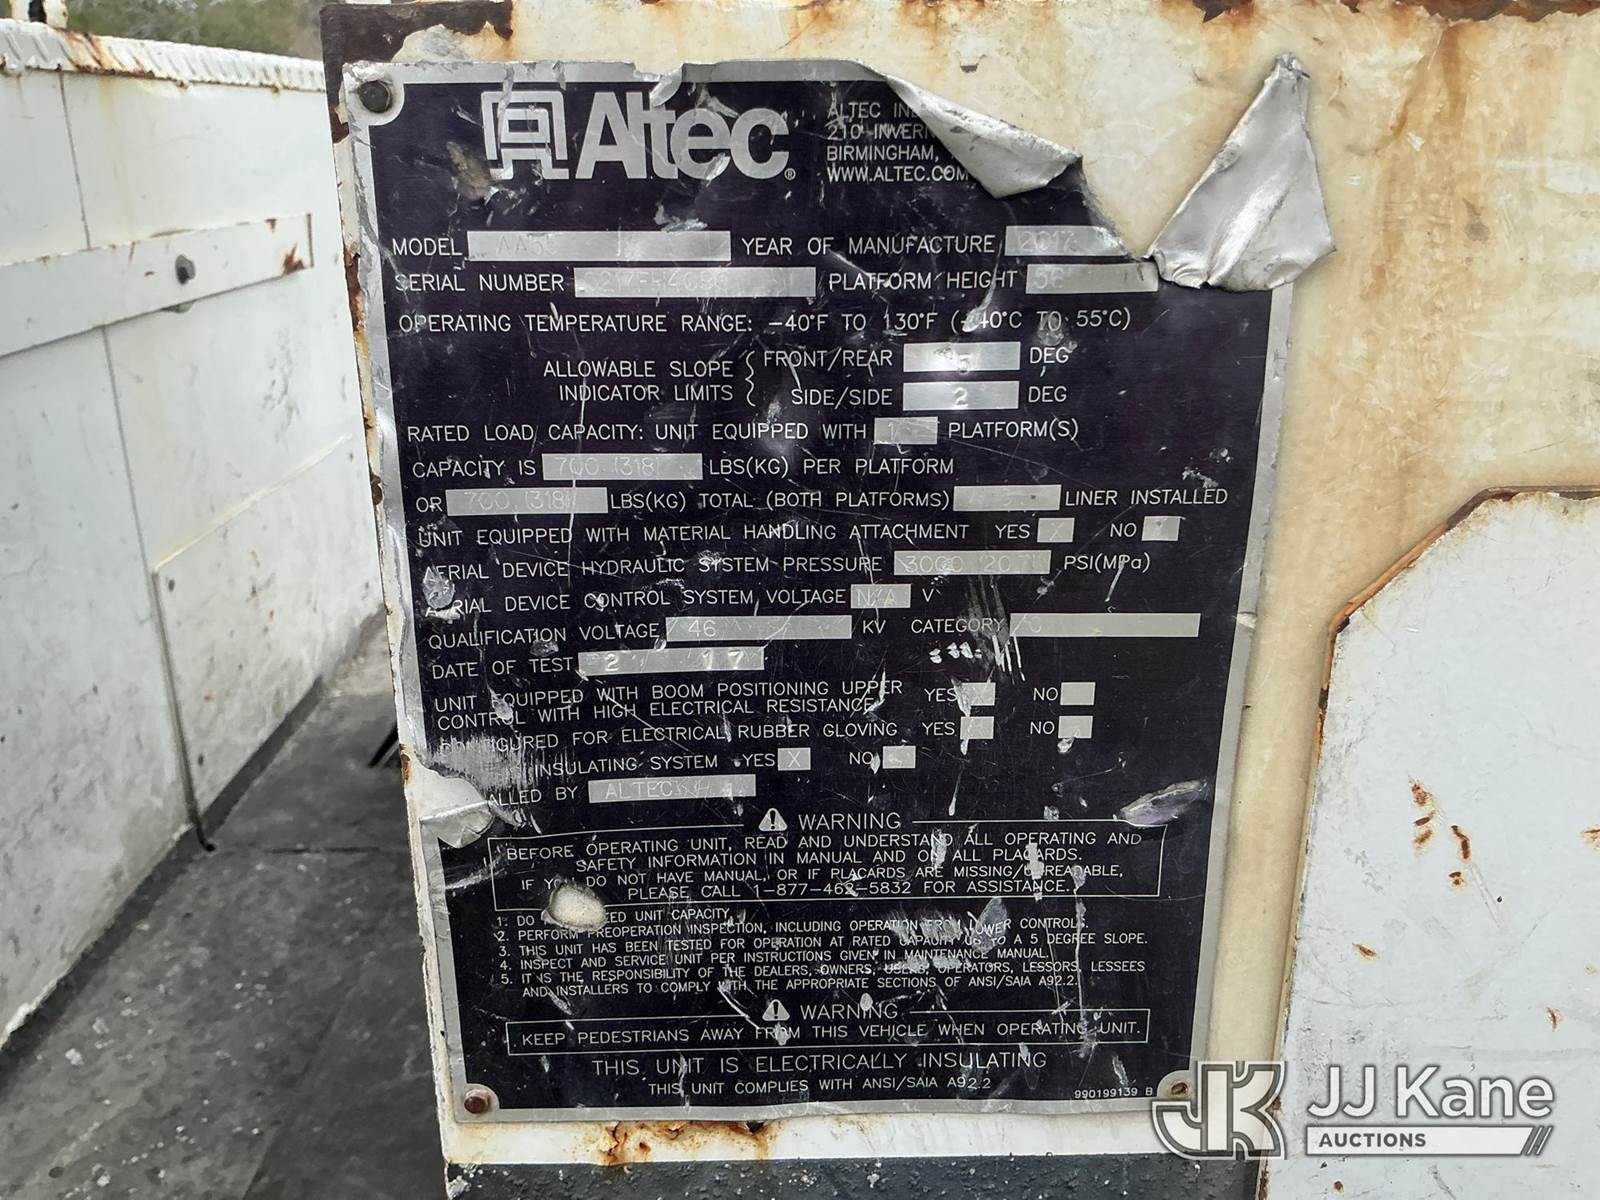 Altec®
ALTEC
210
BIRMINGHAM,
WWW.ALTEC.COM
MODEL YEAR OF MANUFACTURE 2017
SERIAL NUMBER PLATFORM HEIGHT
OPERATING TEMPERATURE RANGE: -40°F TO 130°F (-40°C TO 55°C)
ALLOWABLE SLOPE INDICATOR LIMITS
FRONT/REAR 5 DEG
SIDE/SIDE 2 DEG
RATED LOAD CAPACITY: UNIT EQUIPPED WITH 1 PLATFORM(S)
CAPACITY IS 700 (318) LBS(KG) PER PLATFORM
OR 700 (318) LBS(KG) TOTAL (BOTH PLATFORMS) LINER INSTALLED
UNIT EQUIPPED WITH MATERIAL HANDLING ATTACHMENT YES X NO
AERIAL DEVICE HYDRAULIC SYSTEM PRESSURE 3000 PSI(MPa)
AERIAL DEVICE CONTROL SYSTEM VOLTAGE N/A V
QUALIFICATION VOLTAGE 46 KV CATEGORY C
DATE OF TEST 2 17
UNIT EQUIPPED WITH BOOM POSITIONING UPPER YES NO
CONTROL WITH HIGH ELECTRICAL RESISTANCE
CONFIGURED FOR ELECTRICAL RUBBER GLOVING YES NO
INSULATING SYSTEM YES X NO
BY ALTEC
WARNING
BEFORE OPERATING UNIT, READ AND UNDERSTAND ALL OPERATING AND
SAFETY INFORMATION IN MANUAL AND ON ALL PLACARDS.
IF YOU DO NOT HAVE MANUAL, OR IF PLACARDS ARE MISSING/UNREADABLE,
PLEASE CALL 1-877-462-5832 FOR ASSISTANCE.
1. DO UNIT CAPACITY.
2. PERFORM PREOPERATION INSPECTION, INCLUDING OPERATION FROM LOWER CONTROLS.
3. THIS UNIT HAS BEEN TESTED FOR OPERATION AT RATED CAPACITY UP TO A 5 DEGREE SLOPE.
4. INSPECT AND SERVICE UNIT PER INSTRUCTIONS GIVEN IN MAINTENANCE MANUAL.
5. IT IS THE RESPONSIBILITY OF THE DEALERS, OWNERS, USERS, OPERATORS, LESSORS, LESSEES
AND INSTALLERS TO COMPLY WITH THE APPROPRIATE SECTIONS OF ANSI/SAIA A92.2.
WARNING
KEEP PEDESTRIANS AWAY FROM THIS VEHICLE WHEN OPERATING UNIT.
THIS UNIT IS ELECTRICALLY INSULATING
THIS UNIT COMPLIES WITH ANSI/SAIA A92.2
990199139 B
JK JJ Kane
AUCTIONS